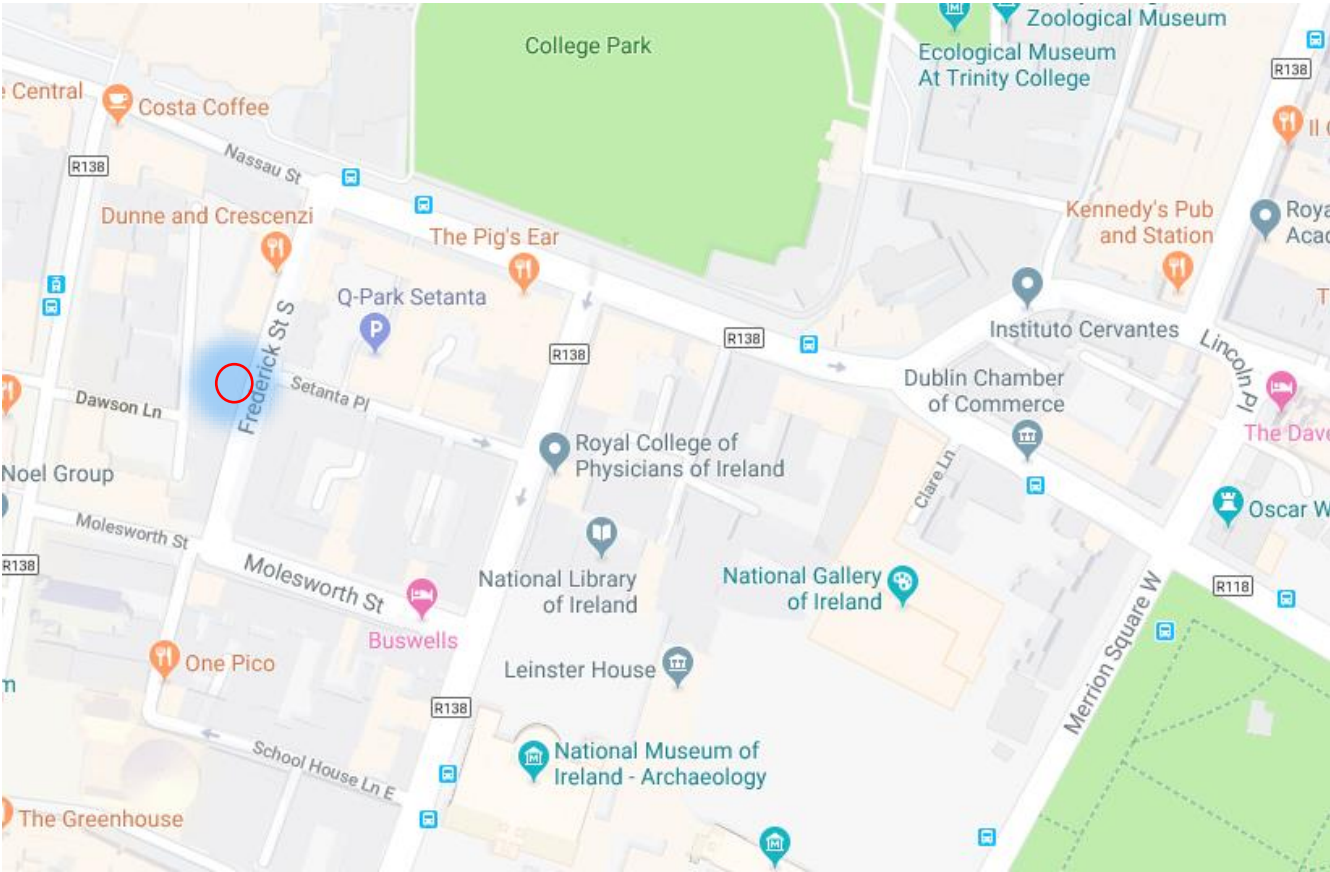 College Park
Zoological Museum
Ecological Museum
At Trinity College
R138
Central
Costa Coffee
Il
R138
Nassau St
Dunne and Crescenzi
The Pig's Ear
Kennedy's Pub
and Station
Q-Park Setanta
P
Frederick St S
R138
R138
Instituto Cervantes
Lincoln Pl
Setanta Pl
Dawson Ln
Dublin Chamber
of Commerce
The
Noel Group
Royal College of
Physicians of Ireland
Clare Ln
Oscar
Molesworth St
R138
Molesworth St
National Library
of Ireland
National Gallery
of Ireland
R118
Buswells
One Pico
Leinster House
Merrion Square W
R138
School House Ln E
National Museum of
Ireland - Archaeology
The Greenhouse